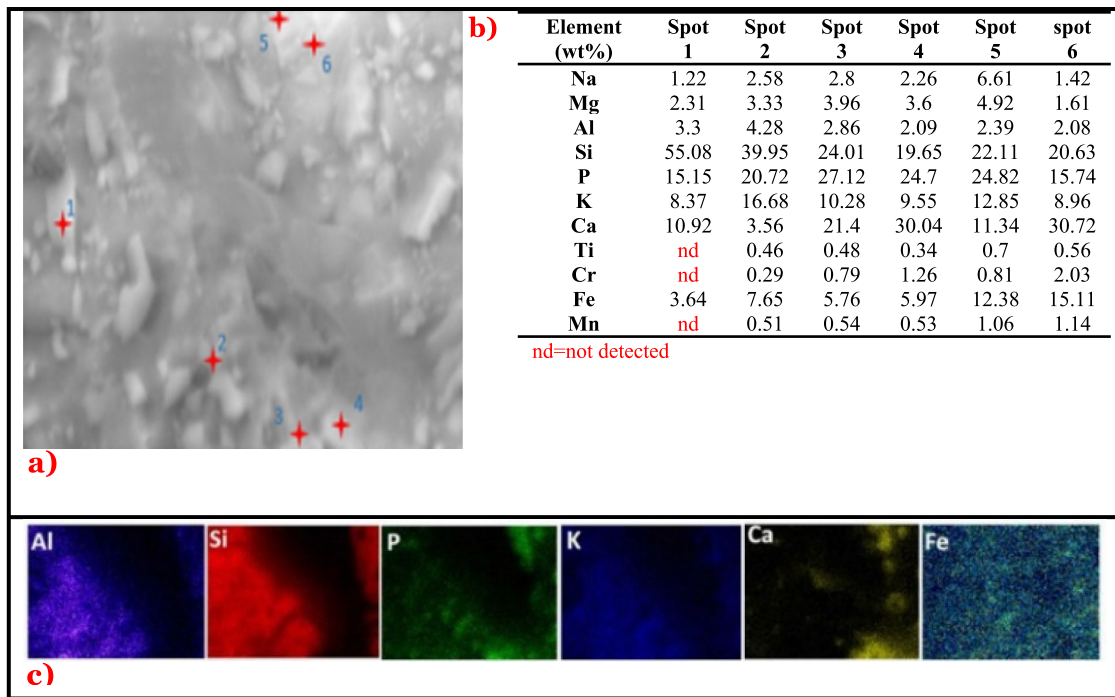 5
6
1
2
3
4
a)
b)
Element (wt%) Spot 1 Spot 2 Spot 3 Spot 4 Spot 5 spot 6
Na 1.22 2.58 2.8 2.26 6.61 1.42
Mg 2.31 3.33 3.96 3.6 4.92 1.61
Al 3.3 4.28 2.86 2.09 2.39 2.08
Si 55.08 39.95 24.01 19.65 22.11 20.63
P 15.15 20.72 27.12 24.7 24.82 15.74
K 8.37 16.68 10.28 9.55 12.85 8.96
Ca 10.92 3.56 21.4 30.04 11.34 30.72
Ti nd 0.46 0.48 0.34 0.7 0.56
Cr nd 0.29 0.79 1.26 0.81 2.03
Fe 3.64 7.65 5.76 5.97 12.38 15.11
Mn nd 0.51 0.54 0.53 1.06 1.14
nd=not detected
Al Si P K Ca Fe
c)